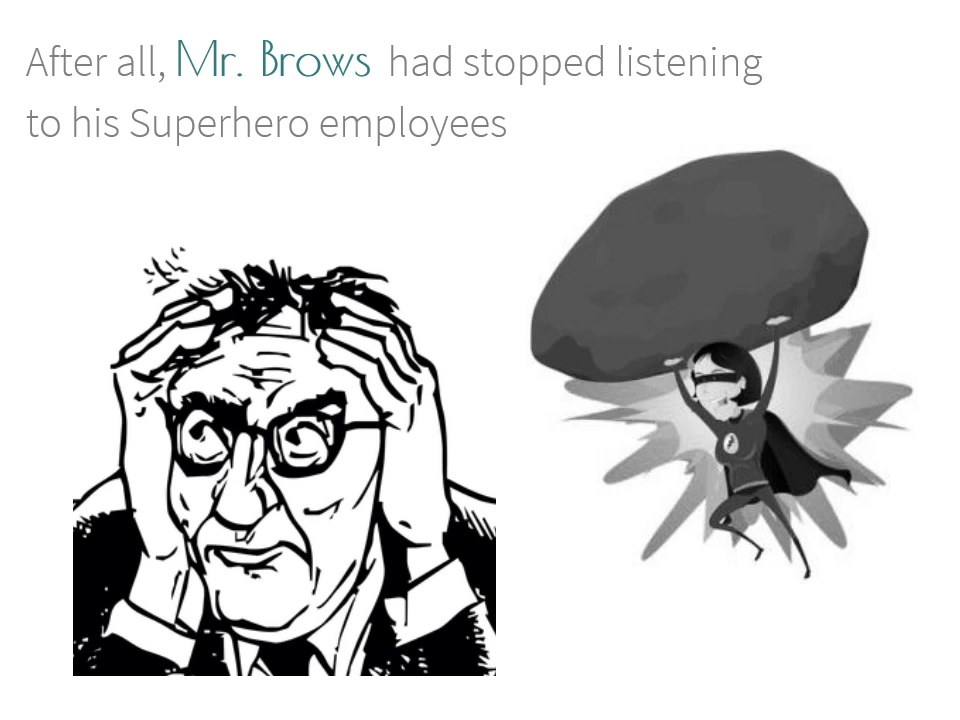 After all, Mr. Brows had stopped listening
to his Superhero employees